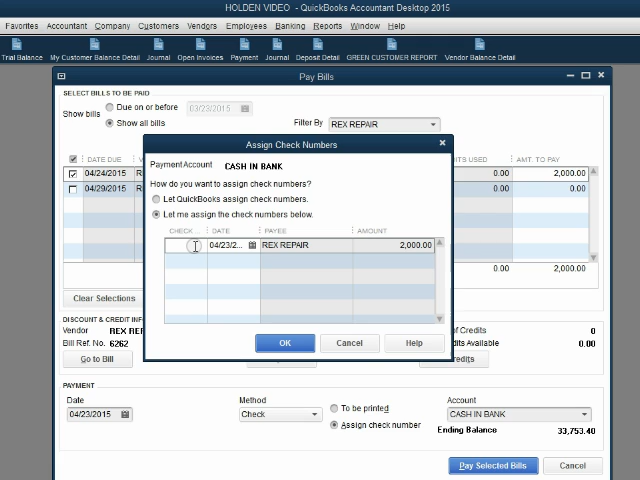 HOLDEN VIDEO - QuickBooks Accountant Desktop 2015
Favorites Accountant Company Customers Vendors Employees Banking Reports Window Help
Trial Balance My Customer Balance Detail Journal Open Invoices Payment Journal Deposit Books GREEN CUSTOMER REPORT Vendor Balance Detail
Pay Bills
SELECT BILLS TO BE PAID
Show bills Due on or before 03/23/2015
Show all bills Filter By REX REPAIR
Assign Check Numbers
Payment Account CASH IN BANK
How do you want to assign check numbers?
Let QuickBooks assign check numbers.
Let me assign the check numbers below.
CHECK... DATE PAYEE AMOUNT
04/23/2... REX REPAIR 2,000.00
OK Cancel Help
DATE DUE V ITS USED AMT. TO PAY
04/24/2015 R 0.00 2,000.00
04/29/2015 R 0.00 0.00
0.00 2,000.00
Clear Selections
DISCOUNT & CREDIT INFO
Vendor REX REP of Credits 0
Bill Ref. No. 6262 dits Available 0.00
Go to Bill edits
PAYMENT
Date Method Account
04/23/2015 Check To be printed CASH IN BANK
Assign check number Ending Balance 33,753.40
Pay Selected Bills Cancel